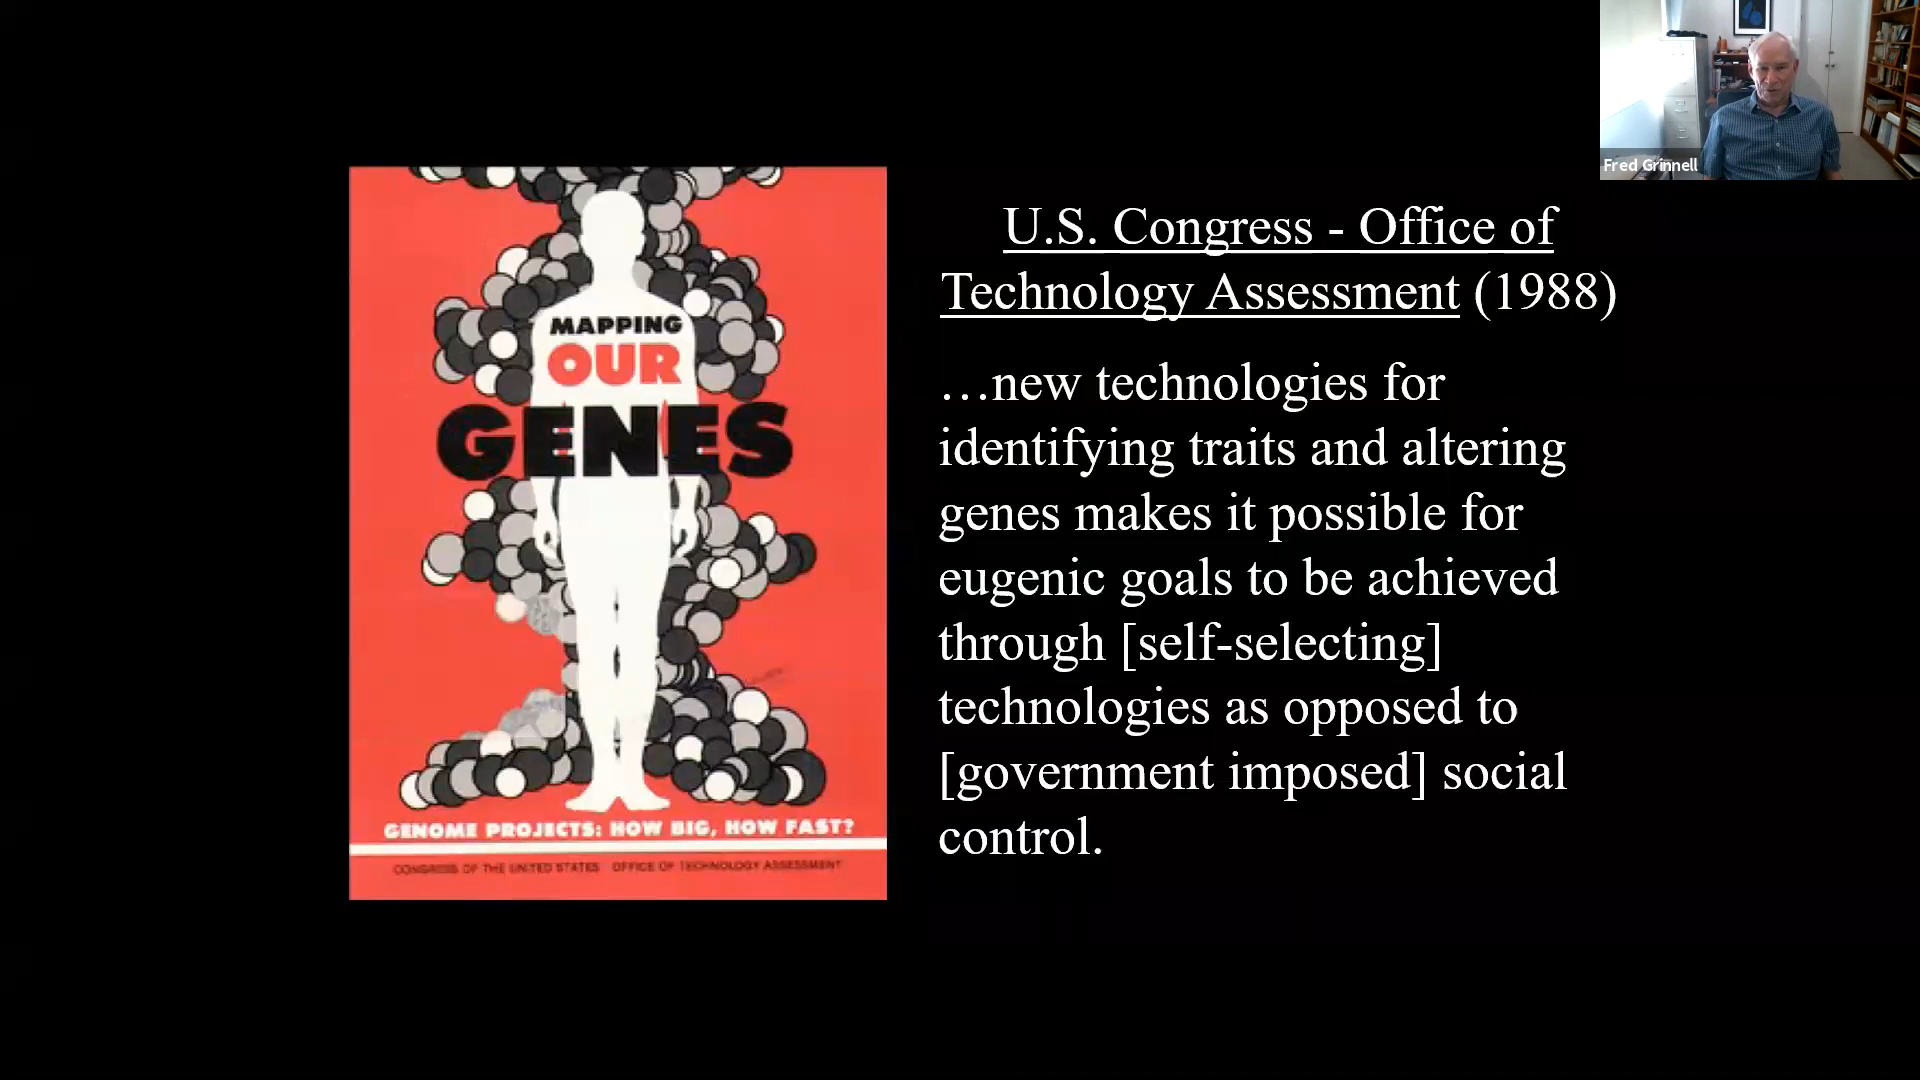 Fred Grinnell
U.S. Congress - Office of
Technology Assessment (1988)
…new technologies for
identifying traits and altering
genes makes it possible for
eugenic goals to be achieved
through [self-selecting]
technologies as opposed to
[government imposed] social
control.
MAPPING
OUR
GENES
GENOME PROJECTS: HOW BIG, HOW FAST?
CONGRESS OF THE UNITED STATES OFFICE OF TECHNOLOGY ASSESSMENT